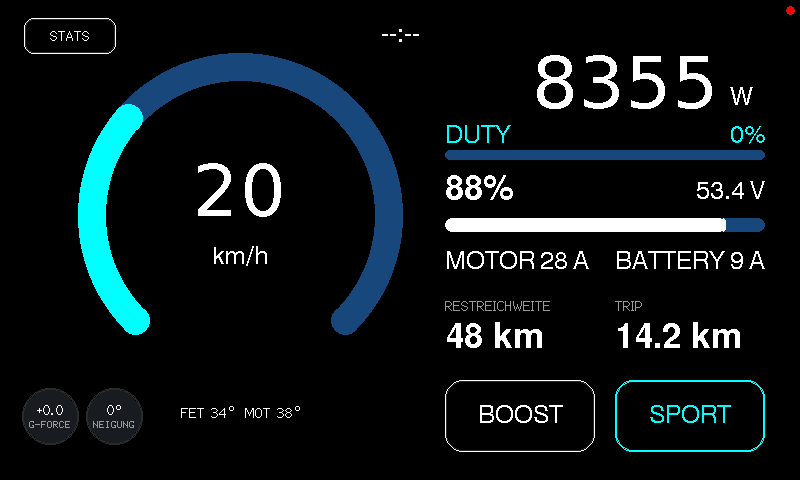 STATS
--:--
8355 W
DUTY 0%
88% 53.4 V
20
km/h
MOTOR 28 A BATTERY 9 A
RESTREICHWEITE TRIP
48 km 14.2 km
+0.0
G-FORCE
0°
NEIGUNG
FET 34° MOT 38°
BOOST SPORT